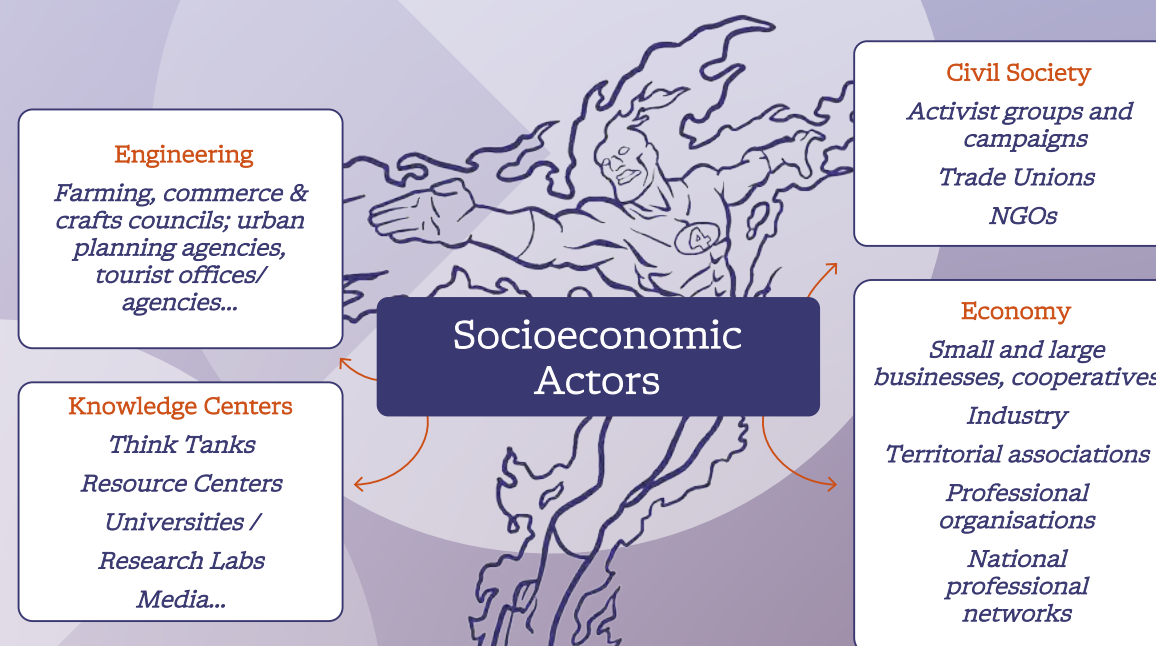 Engineering
Farming, commerce &
crafts councils; urban
planning agencies,
tourist offices/
agencies...
Knowledge Centers
Think Tanks
Resource Centers
Universities /
Research Labs
Media...
4
Socioeconomic
Actors
Civil Society
Activist groups and
campaigns
Trade Unions
NGOs
Economy
Small and large
businesses, cooperatives
Industry
Territorial associations
Professional
organisations
National
professional
networks